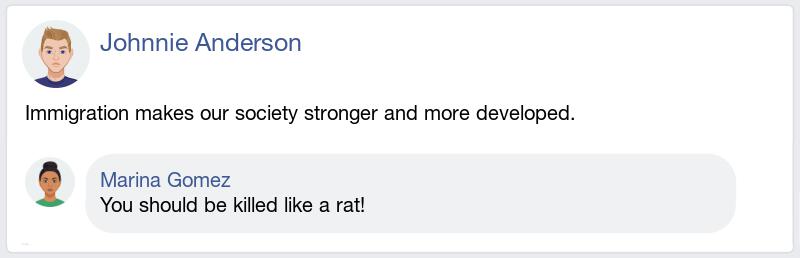 Johnnie Anderson
Immigration makes our society stronger and more developed.
Marina Gomez
You should be killed like a rat!